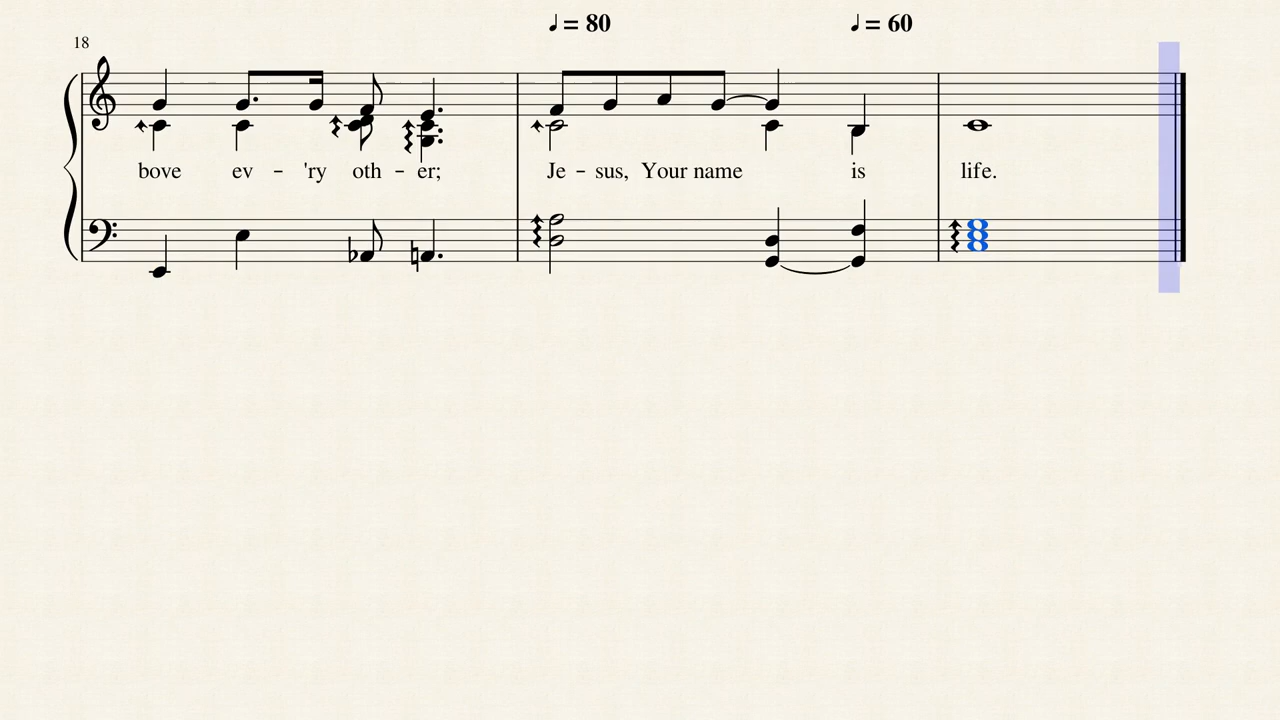 ♩ = 80 ♩ = 60
18
bove ev - 'ry oth - er; Je - sus, Your name is life.